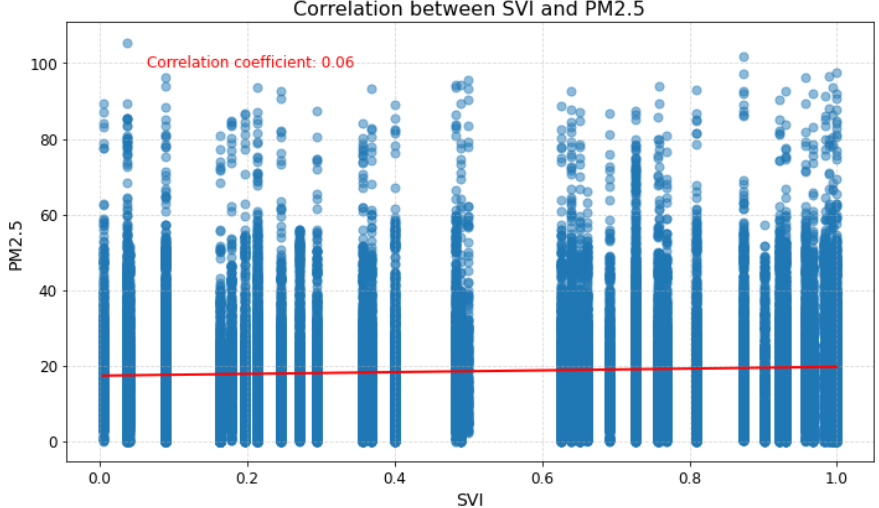 Correlation between SVI and PM2.5
Correlation coefficient: 0.06
100
80
60
40
20
0
PM2.5
0.0 0.2 0.4 0.6 0.8 1.0
SVI